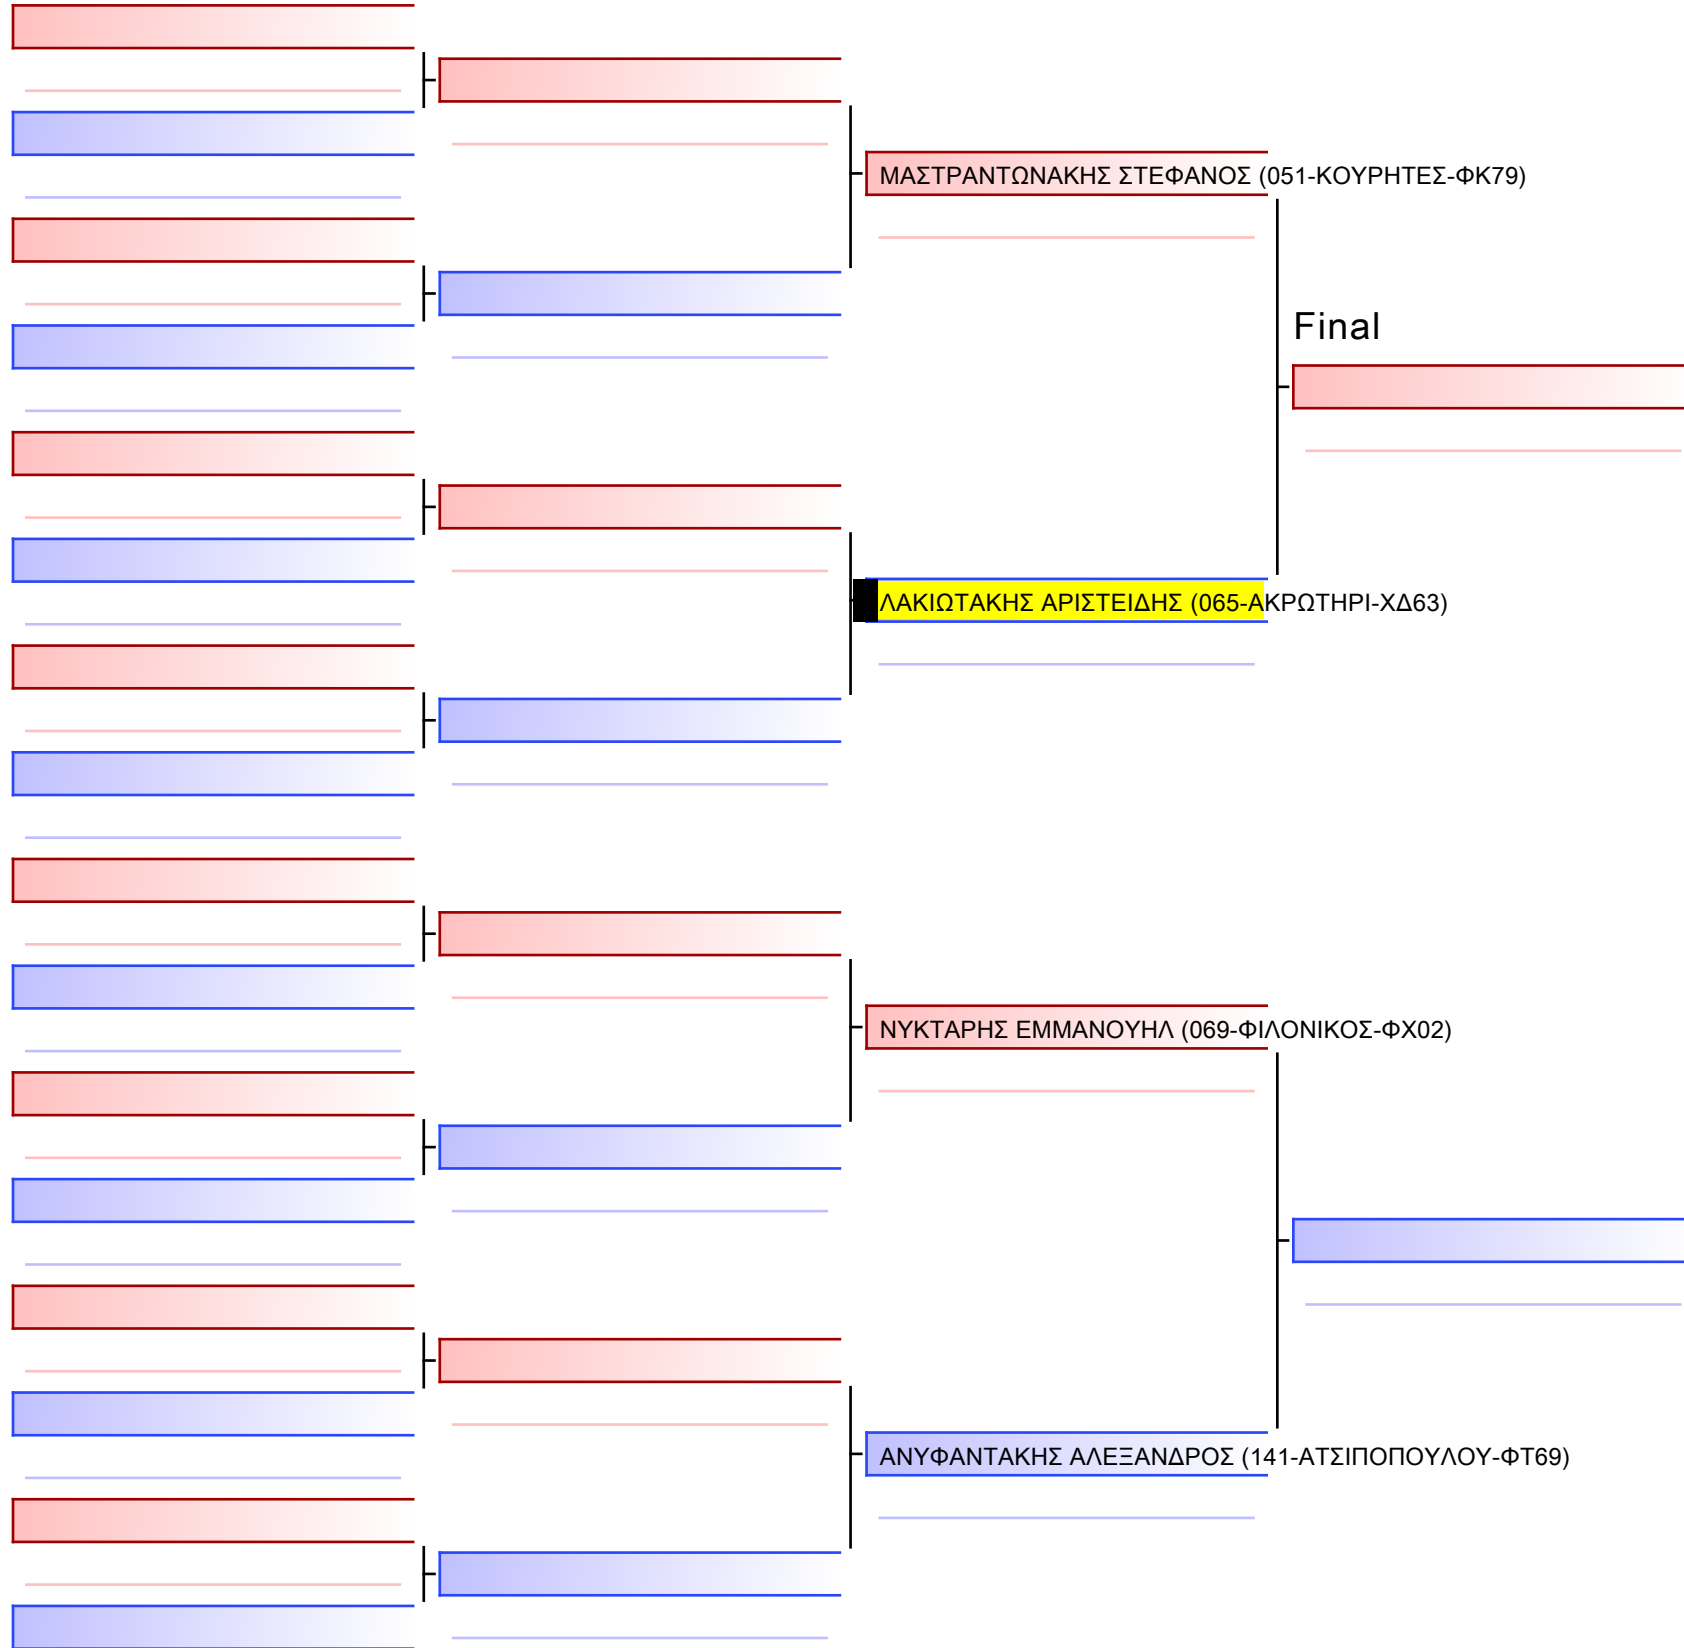 ΜΑΣΤΡΑΝΤΩΝΑΚΗΣ ΣΤΕΦΑΝΟΣ (051-ΚΟΥΡΗΤΕΣ-ΦΚ79)
Final
ΛΑΚΙΩΤΑΚΗΣ ΑΡΙΣΤΕΙΔΗΣ (065-ΑΚΡΩΤΗΡΙ-ΧΔ63)
ΝΥΚΤΑΡΗΣ ΕΜΜΑΝΟΥΗΛ (069-ΦΙΛΟΝΙΚΟΣ-ΦΧ02)
ΑΝΥΦΑΝΤΑΚΗΣ ΑΛΕΞΑΝΔΡΟΣ (141-ΑΤΣΙΠΟΠΟΥΛΟΥ-ΦΤ69)